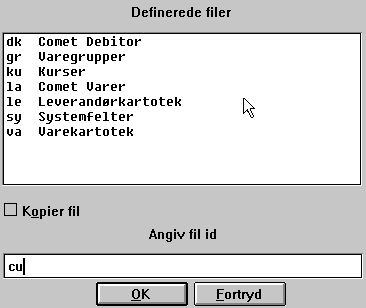 Definerede filer
dk Comet Debitor
gr Varegrupper
ku Kurser
la Comet Varer
le Leverandørkartotek
sy Systemfelter
va Varekartotek
Kopier fil
Angiv fil id
cu
OK Fortryd